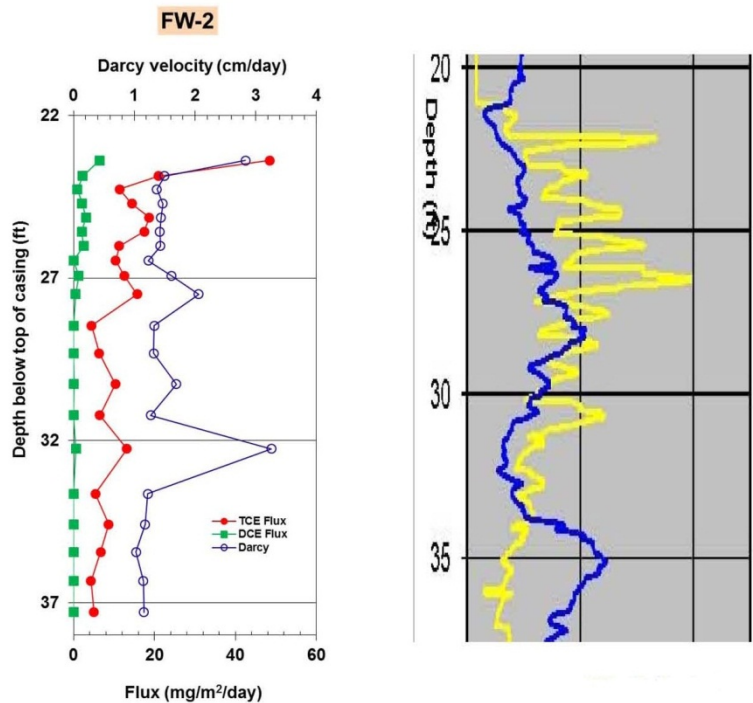 FW-2
Darcy velocity (cm/day)
0 1 2 3 4
22
27
32
37
Depth below top of casing (ft)
TCE Flux
DCE Flux
Darcy
0 20 40 60
Flux (mg/m²/day)
20
25
30
35
Depth (ft)